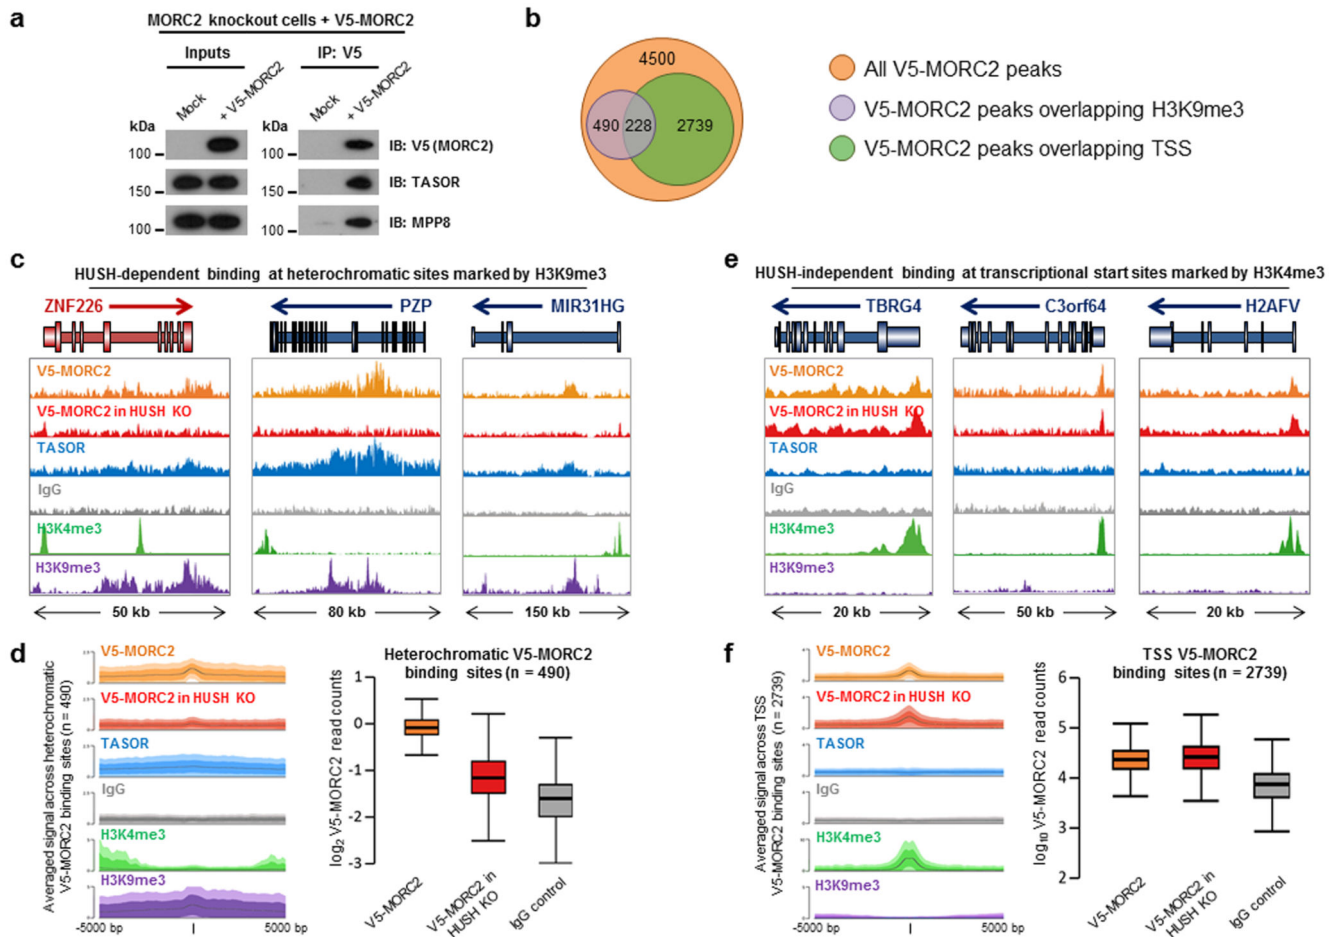 a
MORC2 knockout cells + V5-MORC2
Inputs
IP: V5
Mock
+ V5-MORC2
Mock
+ V5-MORC2
kDa
kDa
100
100
IB: V5 (MORC2)
150
150
IB: TASOR
100
100
IB: MPP8
b
4500
490
228
2739
All V5-MORC2 peaks
V5-MORC2 peaks overlapping H3K9me3
V5-MORC2 peaks overlapping TSS
c
HUSH-dependent binding at heterochromatic sites marked by H3K9me3
ZNF226
PZP
MIR31HG
V5-MORC2
V5-MORC2 in HUSH KO
TASOR
IgG
H3K4me3
H3K9me3
50 kb
80 kb
150 kb
e
HUSH-independent binding at transcriptional start sites marked by H3K4me3
TBRG4
C3orf64
H2AFV
V5-MORC2
V5-MORC2 in HUSH KO
TASOR
IgG
H3K4me3
H3K9me3
20 kb
50 kb
20 kb
d
Averaged signal across heterochromatic
V5-MORC2 binding sites (n = 490)
V5-MORC2
V5-MORC2 in HUSH KO
TASOR
IgG
H3K4me3
H3K9me3
-5000 bp
5000 bp
Heterochromatic V5-MORC2
binding sites (n = 490)
log2 V5-MORC2 read counts
1
0
-1
-2
-3
V5-MORC2
V5-MORC2 in
HUSH KO
IgG control
f
Averaged signal across TSS
V5-MORC2 binding sites (n = 2739)
V5-MORC2
V5-MORC2 in HUSH KO
TASOR
IgG
H3K4me3
H3K9me3
-5000 bp
5000 bp
TSS V5-MORC2
binding sites (n = 2739)
log10 V5-MORC2 read counts
6
5
4
3
2
V5-MORC2
V5-MORC2 in
HUSH KO
IgG control